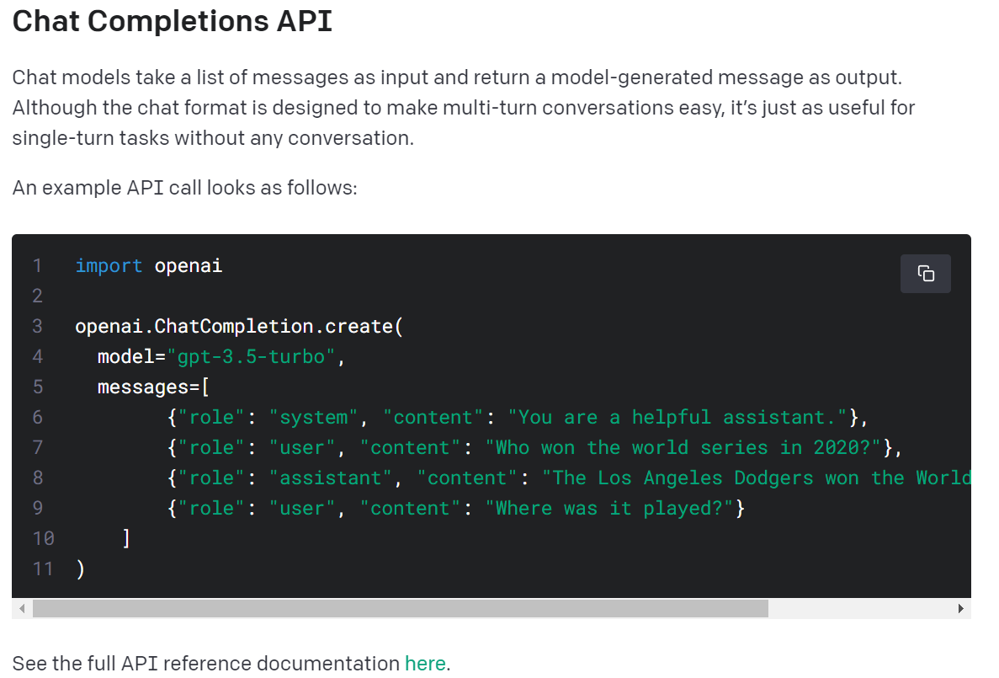 Chat Completions API
Chat models take a list of messages as input and return a model-generated message as output.
Although the chat format is designed to make multi-turn conversations easy, it’s just as useful for
single-turn tasks without any conversation.
An example API call looks as follows:
1 import openai
2
3 openai.ChatCompletion.create(
4   model="gpt-3.5-turbo",
5   messages=[
6         {"role": "system", "content": "You are a helpful assistant."},
7         {"role": "user", "content": "Who won the world series in 2020?"},
8         {"role": "assistant", "content": "The Los Angeles Dodgers won the World
9         {"role": "user", "content": "Where was it played?"}
10     ]
11 )
See the full API reference documentation here.